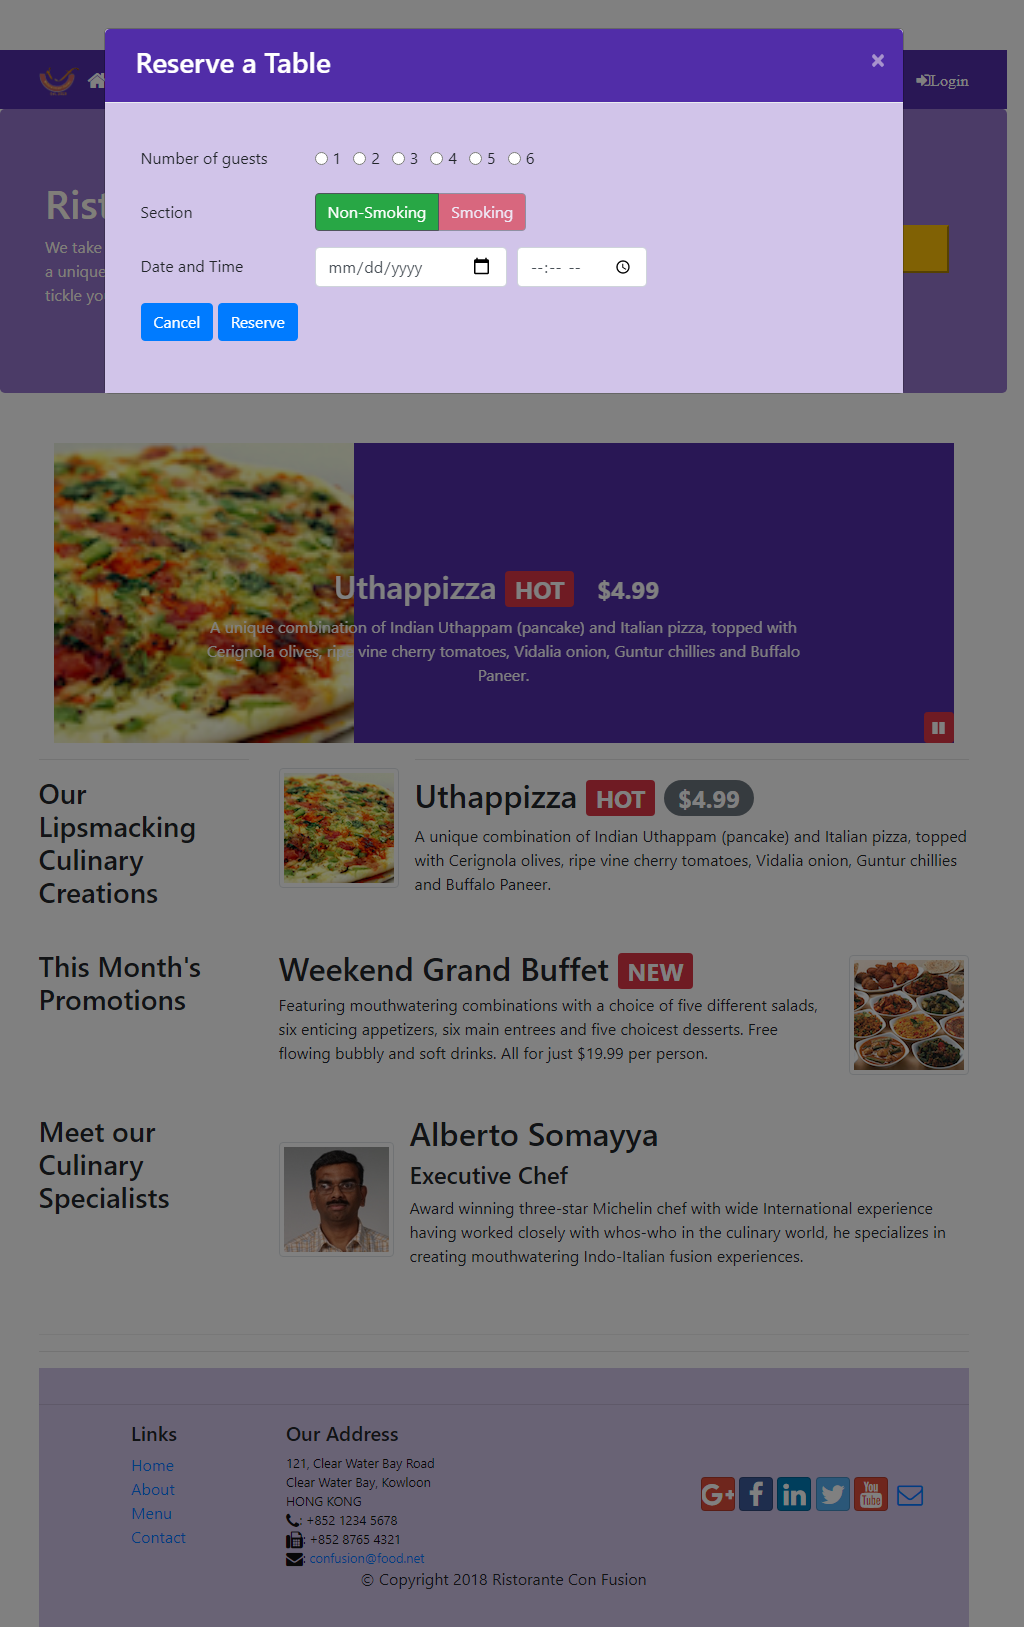 Reserve a Table
×
Login
Number of guests 1 2 3 4 5 6
Section Non-Smoking Smoking
Date and Time mm/dd/yyyy --:-- --
Cancel Reserve
We take
a unique
Uthappizza HOT $4.99
A unique combination of Indian Uthappam (pancake) and Italian pizza, topped with
Cerignola olives, ripe vine cherry tomatoes, Vidalia onion, Guntur chillies and Buffalo
Paneer.
Our
Lipsmacking
Culinary
Creations
Uthappizza HOT $4.99
A unique combination of Indian Uthappam (pancake) and Italian pizza, topped
with Cerignola olives, ripe vine cherry tomatoes, Vidalia onion, Guntur chillies
and Buffalo Paneer.
This Month's
Promotions
Weekend Grand Buffet NEW
Featuring mouthwatering combinations with a choice of five different salads,
six enticing appetizers, six main entrees and five choicest desserts. Free
flowing bubbly and soft drinks. All for just $19.99 per person.
Meet our
Culinary
Specialists
Alberto Somayya
Executive Chef
Award winning three-star Michelin chef with wide International experience
having worked closely with whos-who in the culinary world, he specializes in
creating mouthwatering Indo-Italian fusion experiences.
Links
Home
About
Menu
Contact
Our Address
121, Clear Water Bay Road
Clear Water Bay, Kowloon
HONG KONG
: +852 1234 5678
: +852 8765 4321
: confusion@food.net
G+ f in You Tube
© Copyright 2018 Ristorante Con Fusion